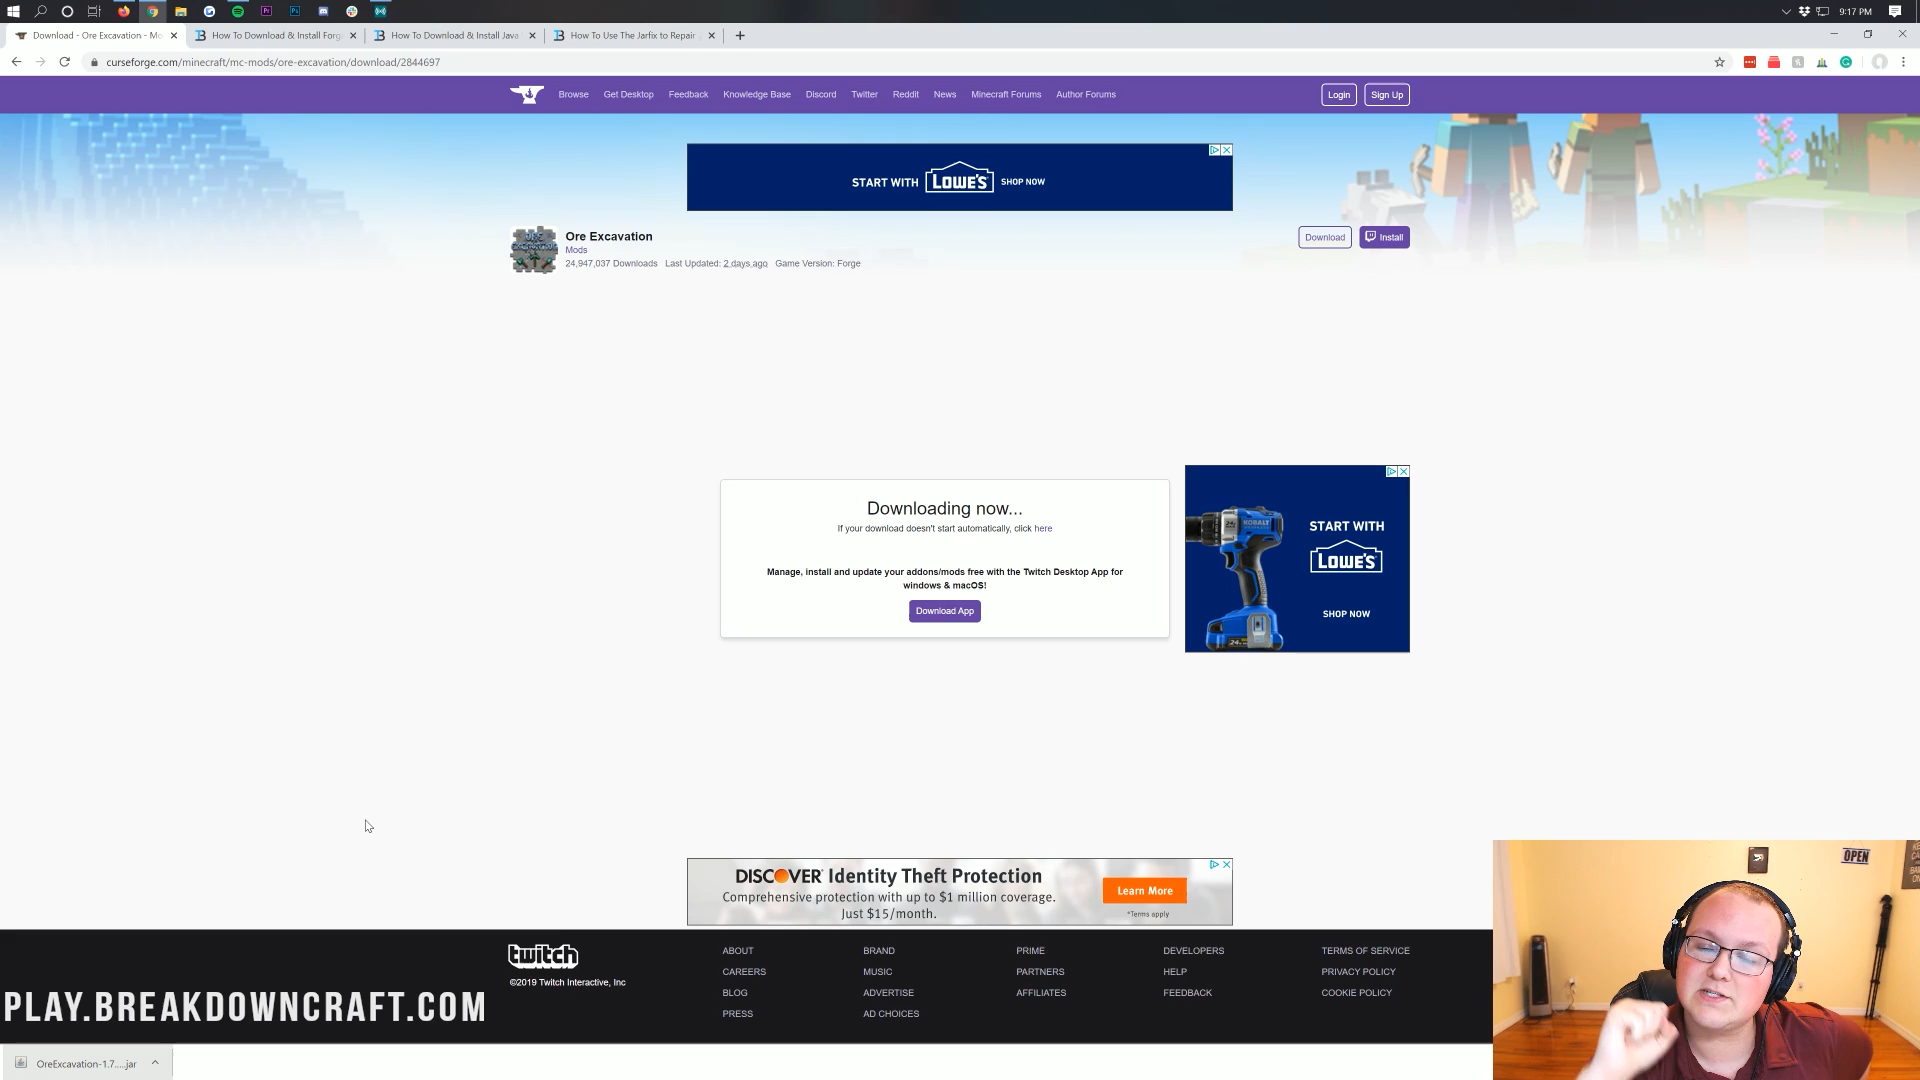 9:17 PM
Download - Ore Excavation - Mo
How To Download & Install Forg
How To Download & Install Java
How To Use The Jarfix to Repair
curseforge.com/minecraft/mc-mods/ore-excavation/download/2844697
Browse Get Desktop Feedback Knowledge Base Discord Twitter Reddit News Minecraft Forums Author Forums Login Sign Up
START WITH LOWE'S SHOP NOW
Ore Excavation
Mods
24,947,037 Downloads Last Updated: 2 days ago Game Version: Forge
Download Install
Downloading now...
If your download doesn't start automatically, click here
Manage, install and update your addons/mods free with the Twitch Desktop App for
windows & macOS!
Download App
KOBALT
START WITH
LOWE'S
SHOP NOW
DISCOVER Identity Theft Protection
Comprehensive protection with up to $1 million coverage.
Just $15/month.
Learn More
*Terms apply
twitch
©2019 Twitch Interactive, Inc
ABOUT BRAND PRIME DEVELOPERS TERMS OF SERVICE
CAREERS MUSIC PARTNERS HELP PRIVACY POLICY
BLOG ADVERTISE AFFILIATES FEEDBACK COOKIE POLICY
PRESS AD CHOICES
PLAY.BREAKDOWNCRAFT.COM
OreExcavation-1.7.....jar
OPEN